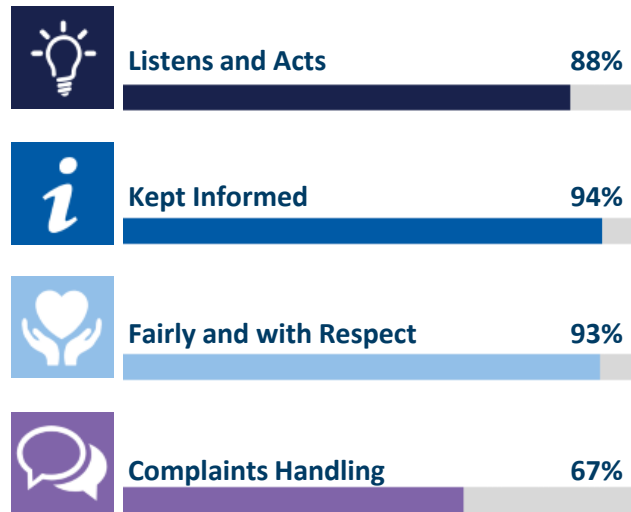 Listens and Acts 88%
Kept Informed 94%
Fairly and with Respect 93%
Complaints Handling 67%